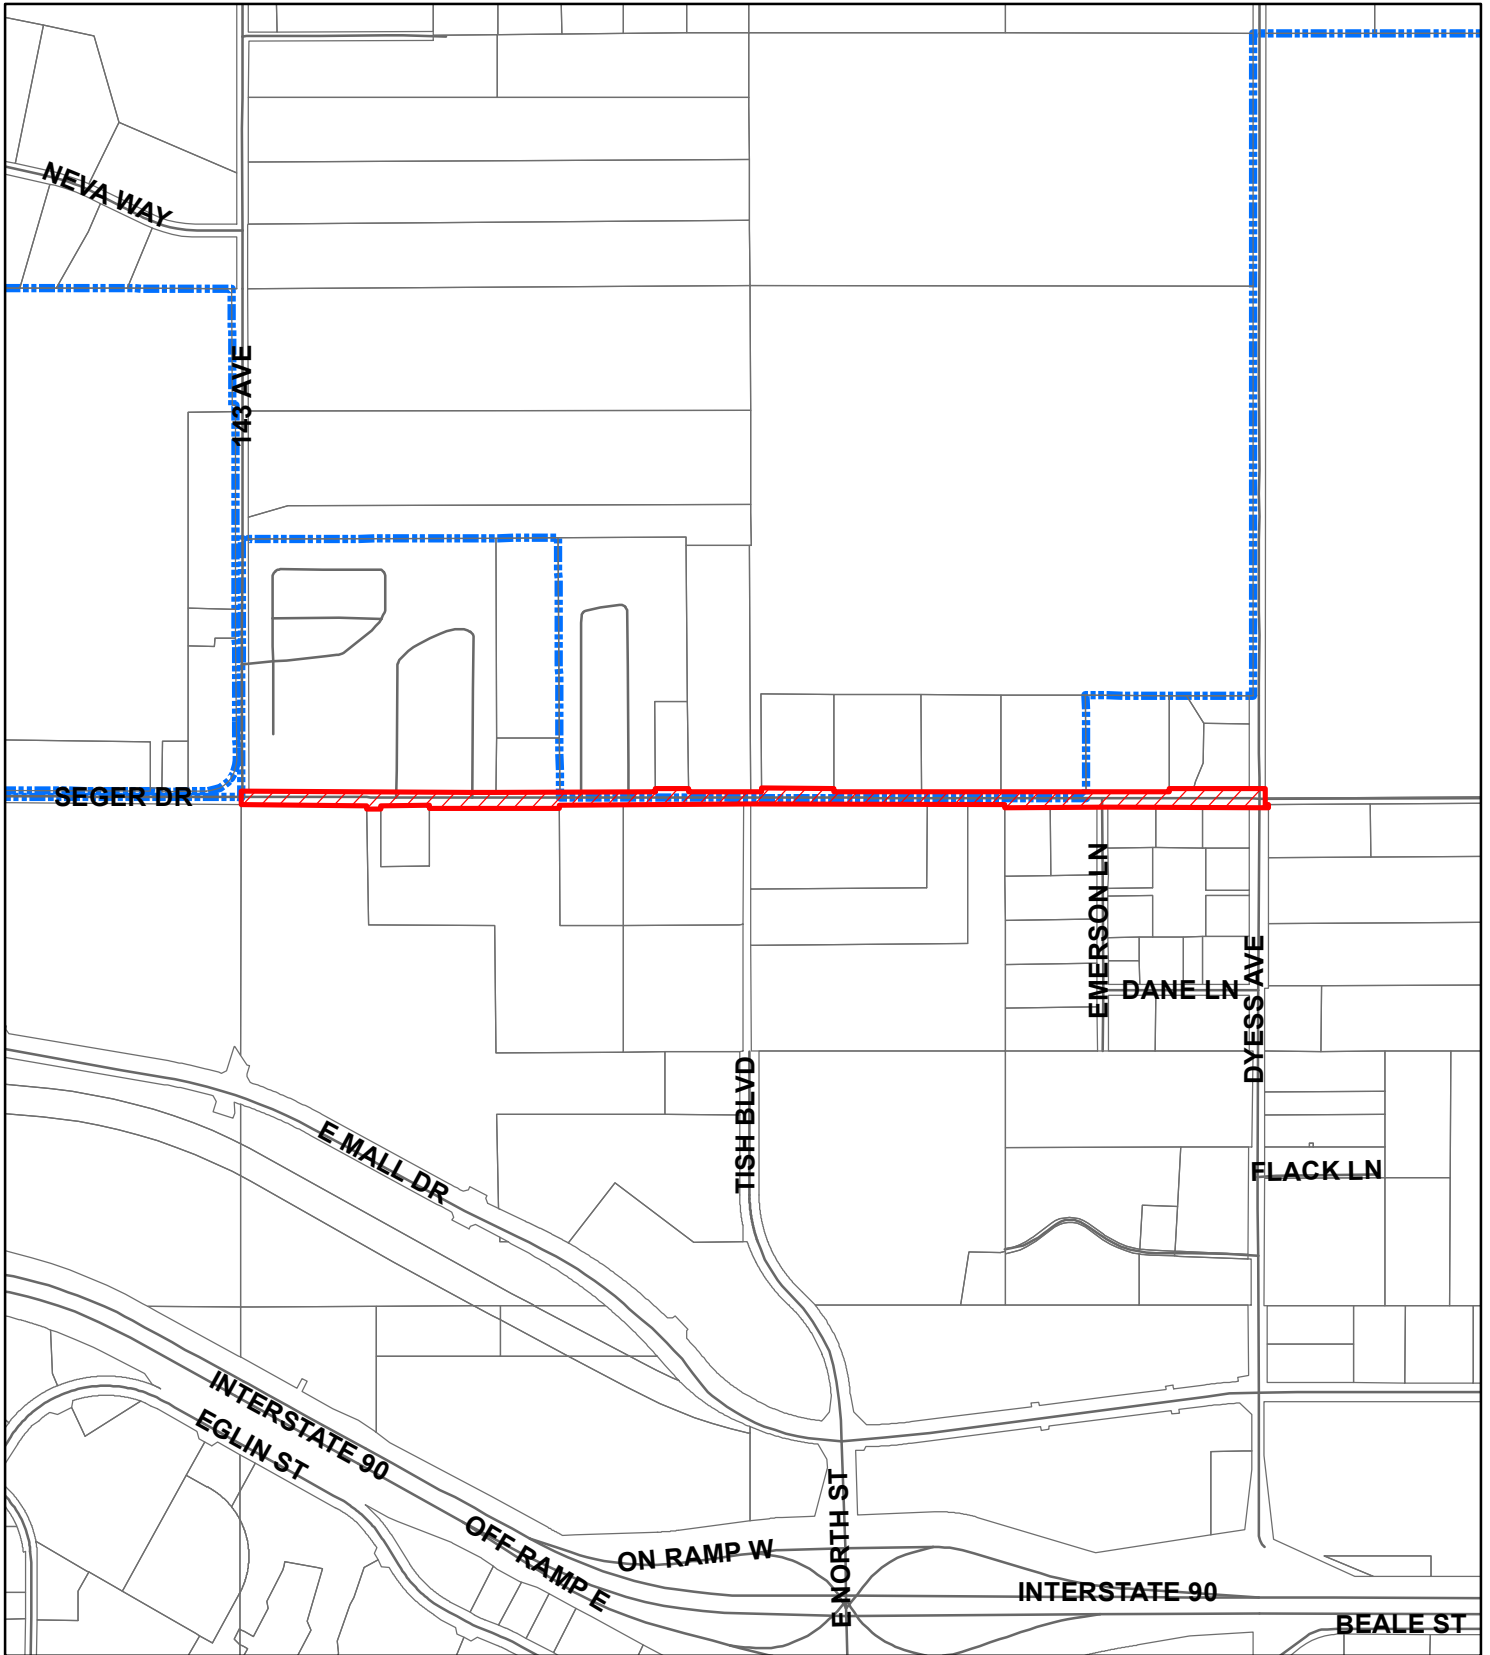 NEVA WAY
143 AVE
SEGER DR
EMERSON LN
DANE LN
DYESS AVE
TISH BLVD
E MALL DR
FLACK LN
INTERSTATE 90
EGLIN ST
OFF RAMP E
ON RAMP W
E NORTH ST
INTERSTATE 90
BEALE ST